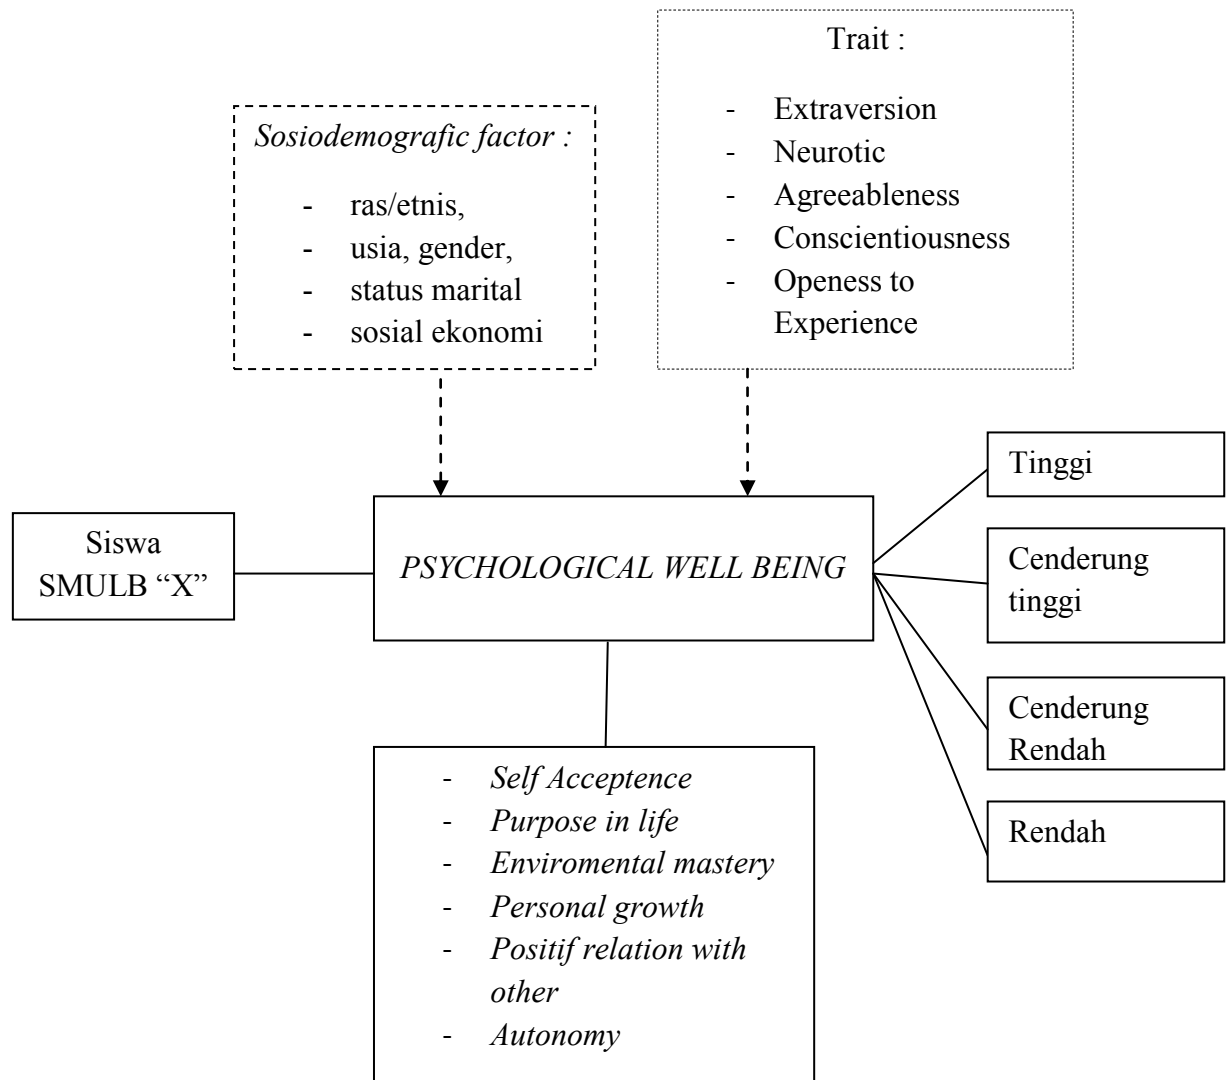 Trait :
- Extraversion
- Neurotic
- Agreeableness
- Conscientiousness
- Openess to
Experience
Sosiodemografic factor :
- ras/etnis,
- usia, gender,
- status marital
- sosial ekonomi
Siswa
SMULB “X”
PSYCHOLOGICAL WELL BEING
Tinggi
Cenderung
tinggi
Cenderung
Rendah
Rendah
- Self Acceptence
- Purpose in life
- Enviromental mastery
- Personal growth
- Positif relation with
other
- Autonomy